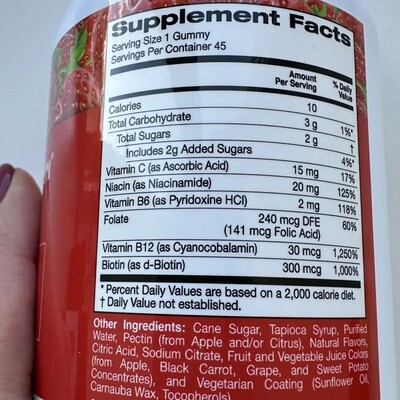 Supplement Facts
Serving Size 1 Gummy
Servings Per Container 45
Amount Per Serving % Daily Value
Calories 10
Total Carbohydrate 3 g 1%*
Total Sugars 2 g †
Includes 2g Added Sugars 4%*
Vitamin C (as Ascorbic Acid) 15 mg 17%
Niacin (as Niacinamide) 20 mg 125%
Vitamin B6 (as Pyridoxine HCl) 2 mg 118%
Folate 240 mcg DFE 60%
(141 mcg Folic Acid)
Vitamin B12 (as Cyanocobalamin) 30 mcg 1,250%
Biotin (as d-Biotin) 300 mcg 1,000%
* Percent Daily Values are based on a 2,000 calorie diet.
† Daily Value not established.
Other Ingredients: Cane Sugar, Tapioca Syrup, Purified
Water, Pectin (from Apple and/or Citrus), Natural Flavors,
Citric Acid, Sodium Citrate, Fruit and Vegetable Juice Colors
(from Apple, Black Carrot, Grape, and Sweet Potato
Concentrates), and Vegetarian Coating (Sunflower Oil,
Carnauba Wax, Tocopherols).